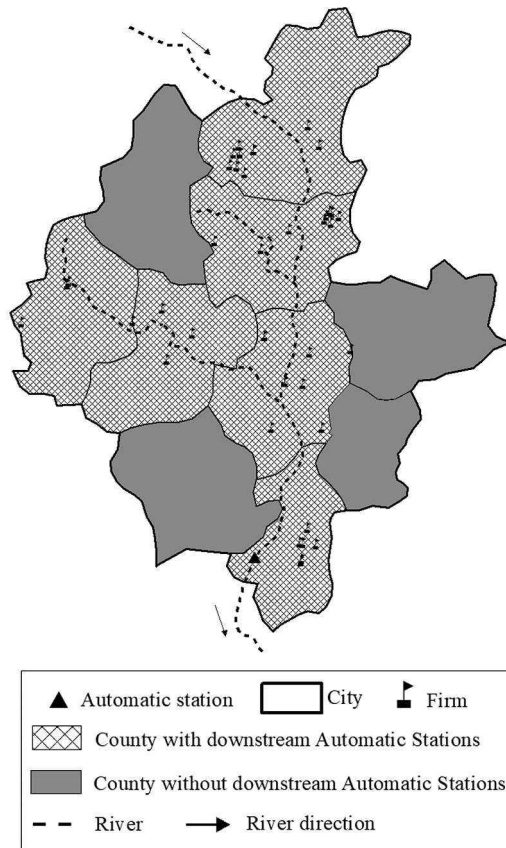 Automatic station City Firm
County with downstream Automatic Stations
County without downstream Automatic Stations
River River direction